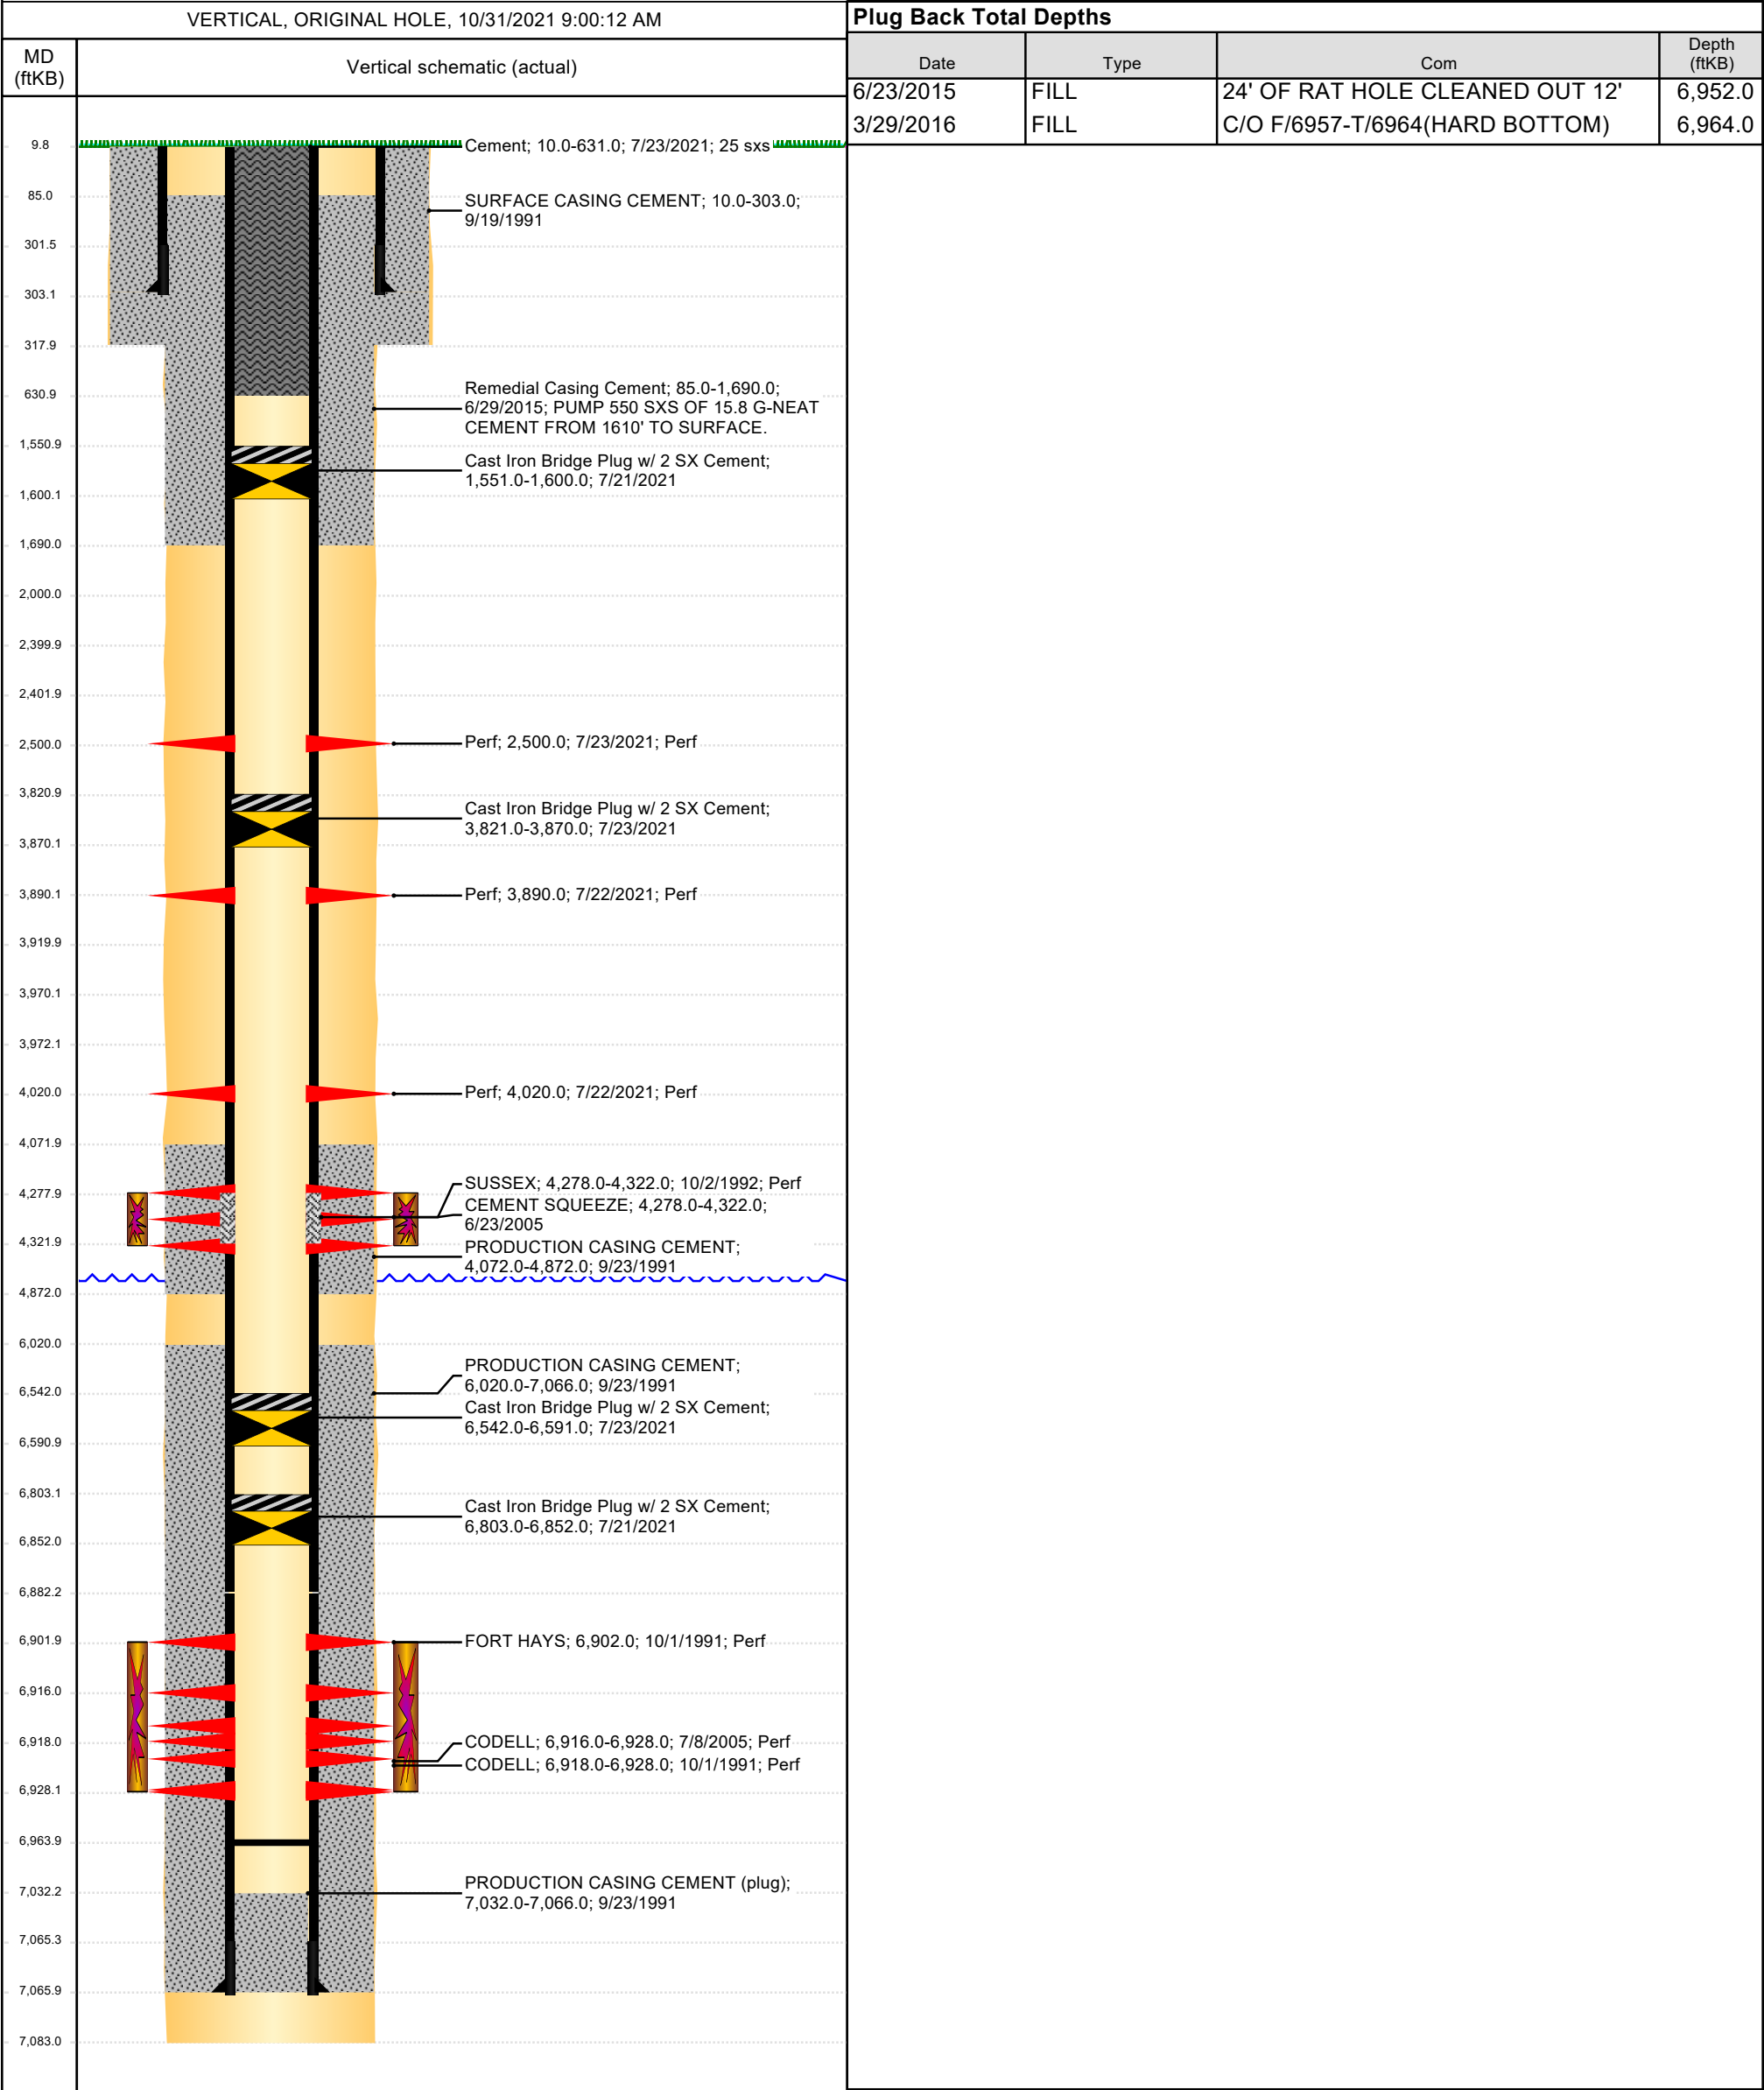 VERTICAL, ORIGINAL HOLE, 10/31/2021 9:00:12 AM
MD
(ftKB)
Vertical schematic (actual)
9.8
85.0
301.5
303.1
317.9
630.9
1,550.9
1,600.1
1,690.0
2,000.0
2,399.9
2,401.9
2,500.0
3,820.9
3,870.1
3,890.1
3,919.9
3,970.1
3,972.1
4,020.0
4,071.9
4,277.9
4,321.9
4,872.0
6,020.0
6,542.0
6,590.9
6,803.1
6,852.0
6,882.2
6,901.9
6,916.0
6,918.0
6,928.1
6,963.9
7,032.2
7,065.3
7,065.9
7,083.0
Cement; 10.0-631.0; 7/23/2021; 25 sxs
SURFACE CASING CEMENT; 10.0-303.0;
9/19/1991
Remedial Casing Cement; 85.0-1,690.0;
6/29/2015; PUMP 550 SXS OF 15.8 G-NEAT
CEMENT FROM 1610' TO SURFACE.
Cast Iron Bridge Plug w/ 2 SX Cement;
1,551.0-1,600.0; 7/21/2021
Perf; 2,500.0; 7/23/2021; Perf
Cast Iron Bridge Plug w/ 2 SX Cement;
3,821.0-3,870.0; 7/23/2021
Perf; 3,890.0; 7/22/2021; Perf
Perf; 4,020.0; 7/22/2021; Perf
SUSSEX; 4,278.0-4,322.0; 10/2/1992; Perf
CEMENT SQUEEZE; 4,278.0-4,322.0;
6/23/2005
PRODUCTION CASING CEMENT;
4,072.0-4,872.0; 9/23/1991
PRODUCTION CASING CEMENT;
6,020.0-7,066.0; 9/23/1991
Cast Iron Bridge Plug w/ 2 SX Cement;
6,542.0-6,591.0; 7/23/2021
Cast Iron Bridge Plug w/ 2 SX Cement;
6,803.0-6,852.0; 7/21/2021
FORT HAYS; 6,902.0; 10/1/1991; Perf
CODELL; 6,916.0-6,928.0; 7/8/2005; Perf
CODELL; 6,918.0-6,928.0; 10/1/1991; Perf
PRODUCTION CASING CEMENT (plug);
7,032.0-7,066.0; 9/23/1991
Plug Back Total Depths
Date Type Com Depth
(ftKB)
6/23/2015 FILL 24' OF RAT HOLE CLEANED OUT 12' 6,952.0
3/29/2016 FILL C/O F/6957-T/6964(HARD BOTTOM) 6,964.0